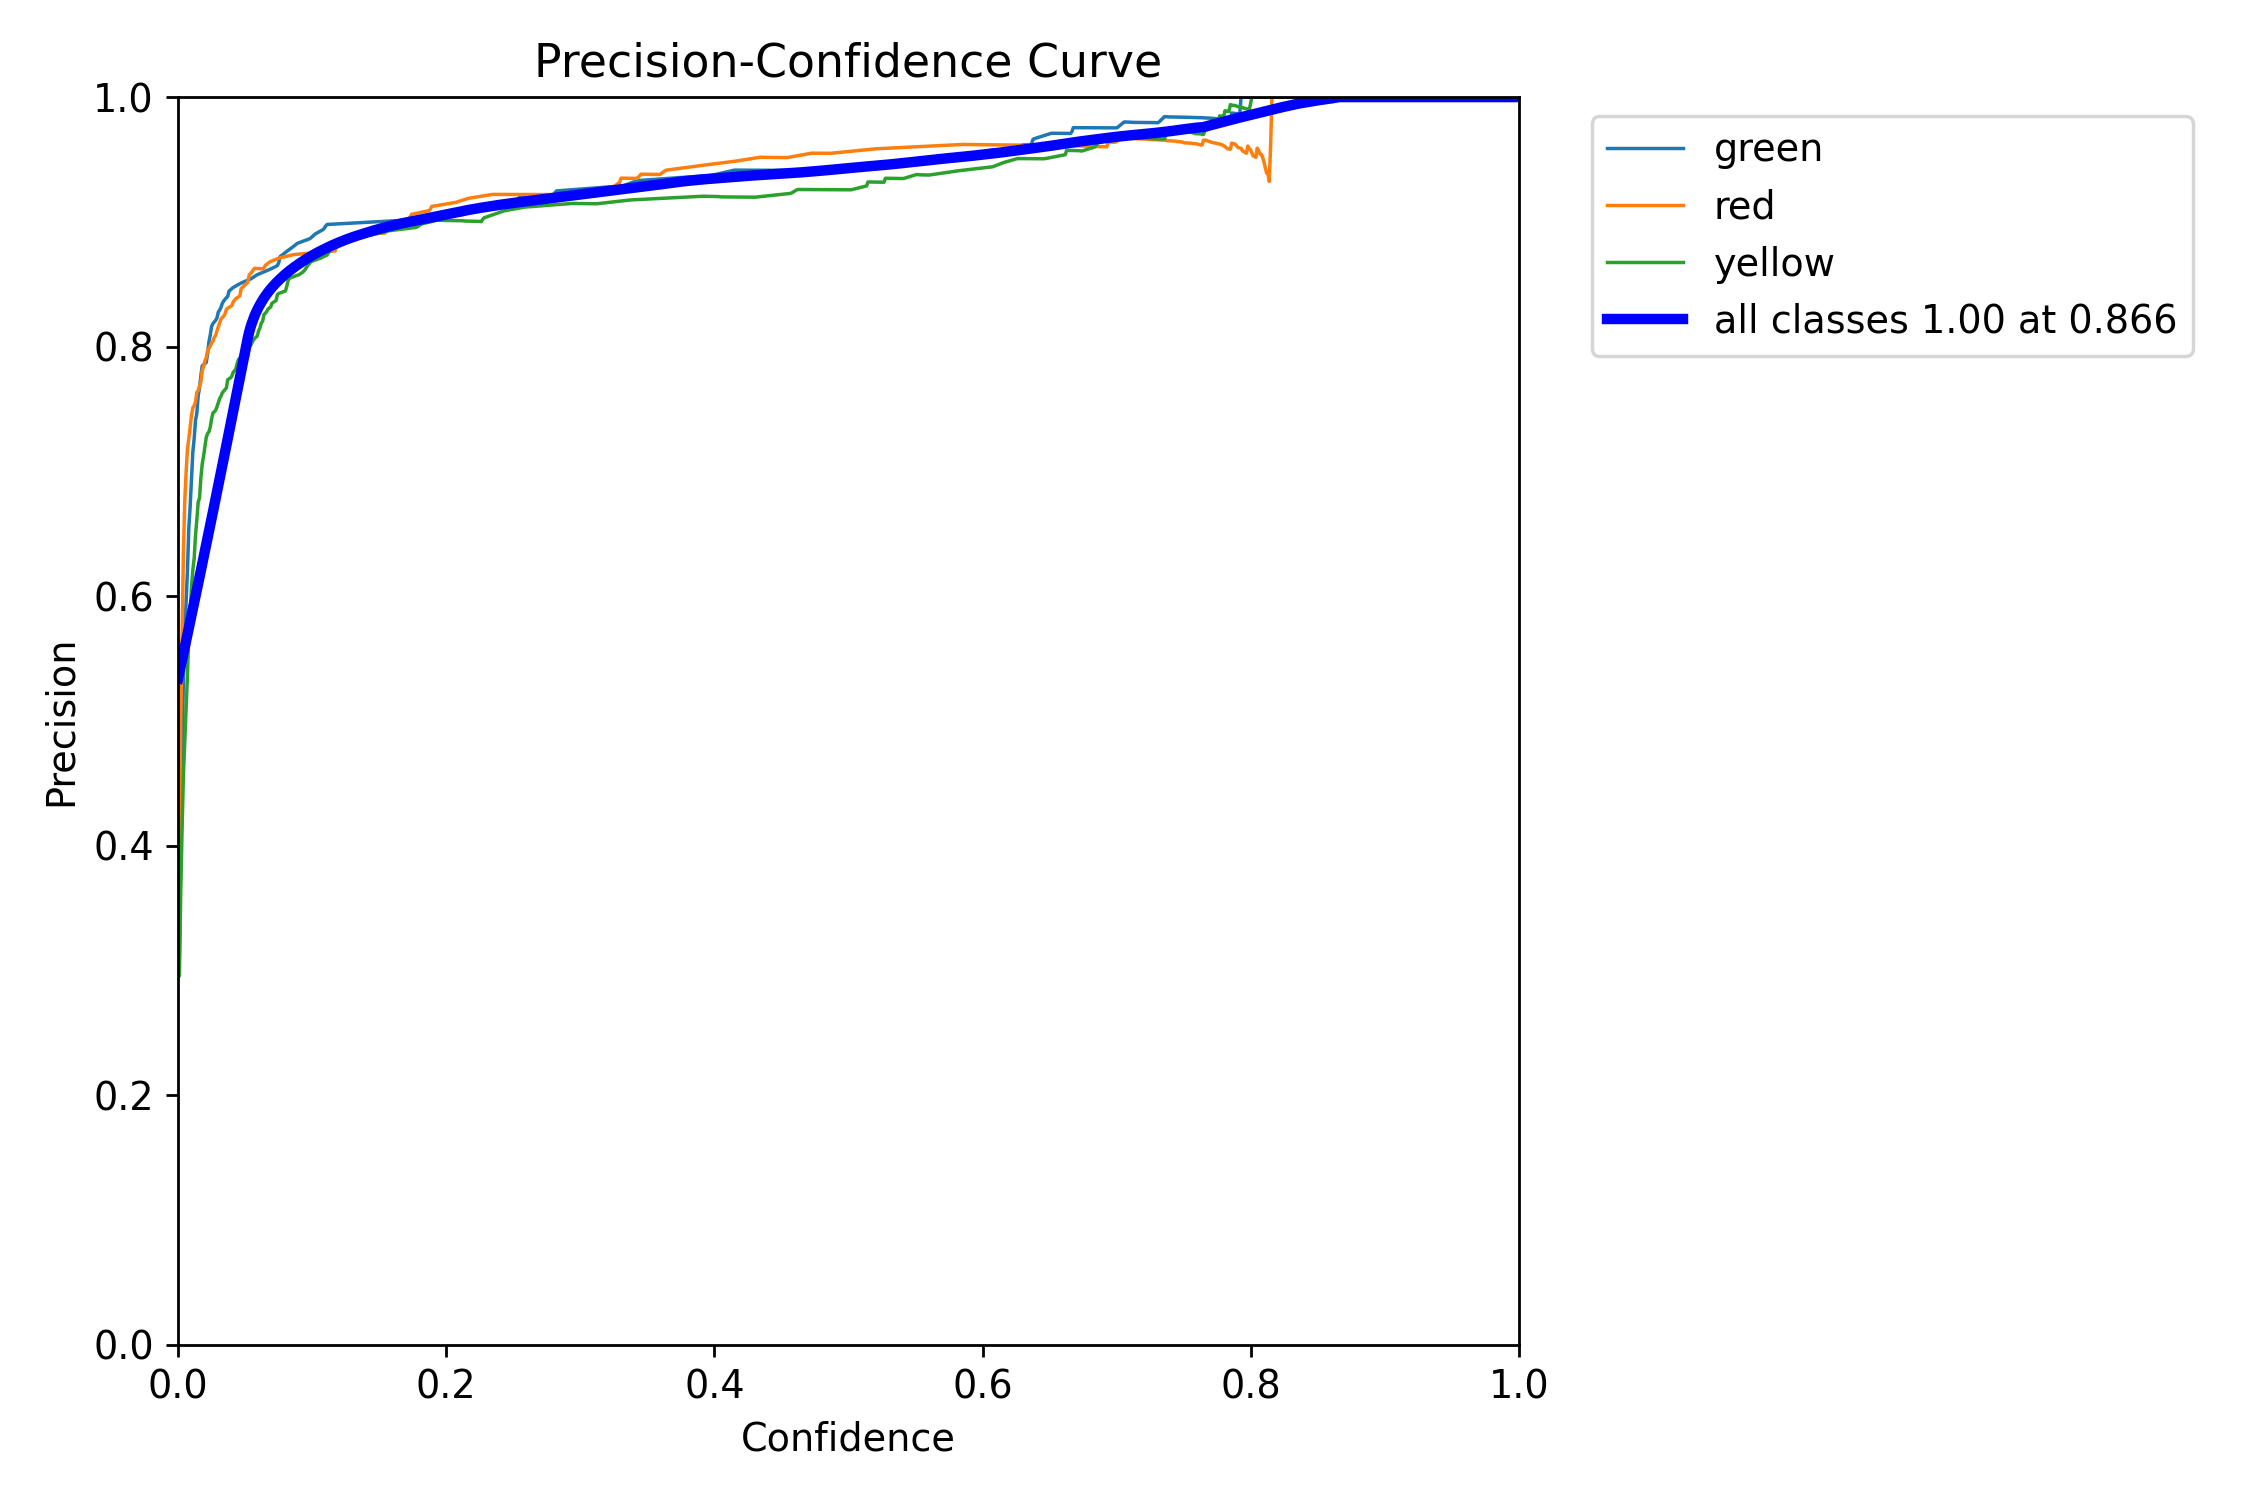 Precision-Confidence Curve
1.0
0.8
0.6
0.4
0.2
0.0
Precision
0.0 0.2 0.4 0.6 0.8 1.0
Confidence
green
red
yellow
all classes 1.00 at 0.866